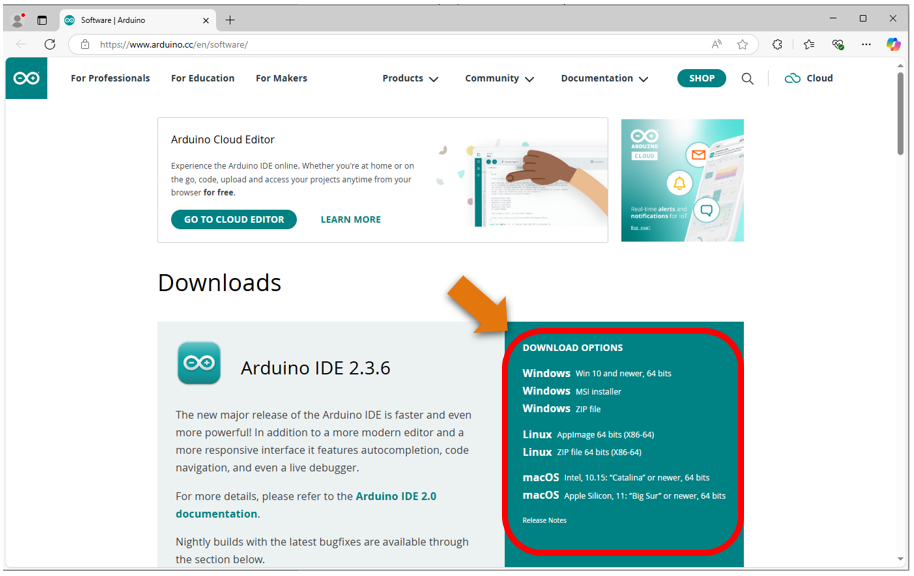 Software | Arduino
https://www.arduino.cc/en/software/
For Professionals For Education For Makers Products Community Documentation SHOP Cloud
Arduino Cloud Editor
Experience the Arduino IDE online. Whether you're at home or on
the go, code, upload and access your projects anytime from your
browser for free.
GO TO CLOUD EDITOR LEARN MORE
ARDUINO
CLOUD
Real-time alerts and
notifications for IoT
Downloads
Arduino IDE 2.3.6
The new major release of the Arduino IDE is faster and even
more powerful! In addition to a more modern editor and a
more responsive interface it features autocompletion, code
navigation, and even a live debugger.
For more details, please refer to the Arduino IDE 2.0
documentation.
Nightly builds with the latest bugfixes are available through
the section below.
DOWNLOAD OPTIONS
Windows Win 10 and newer, 64 bits
Windows MSI installer
Windows ZIP file
Linux AppImage 64 bits (X86-64)
Linux ZIP file 64 bits (X86-64)
macOS Intel, 10.15: “Catalina” or newer, 64 bits
macOS Apple Silicon, 11: “Big Sur” or newer, 64 bits
Release Notes